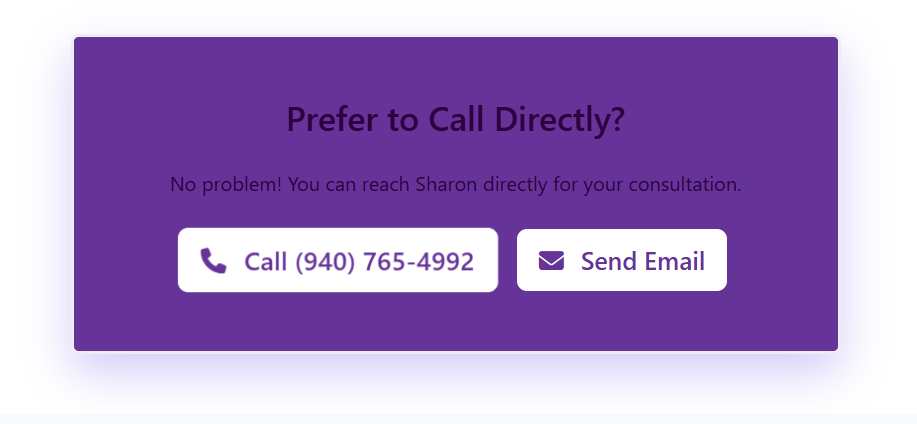 Prefer to Call Directly?
No problem! You can reach Sharon directly for your consultation.
Call (940) 765-4992
Send Email